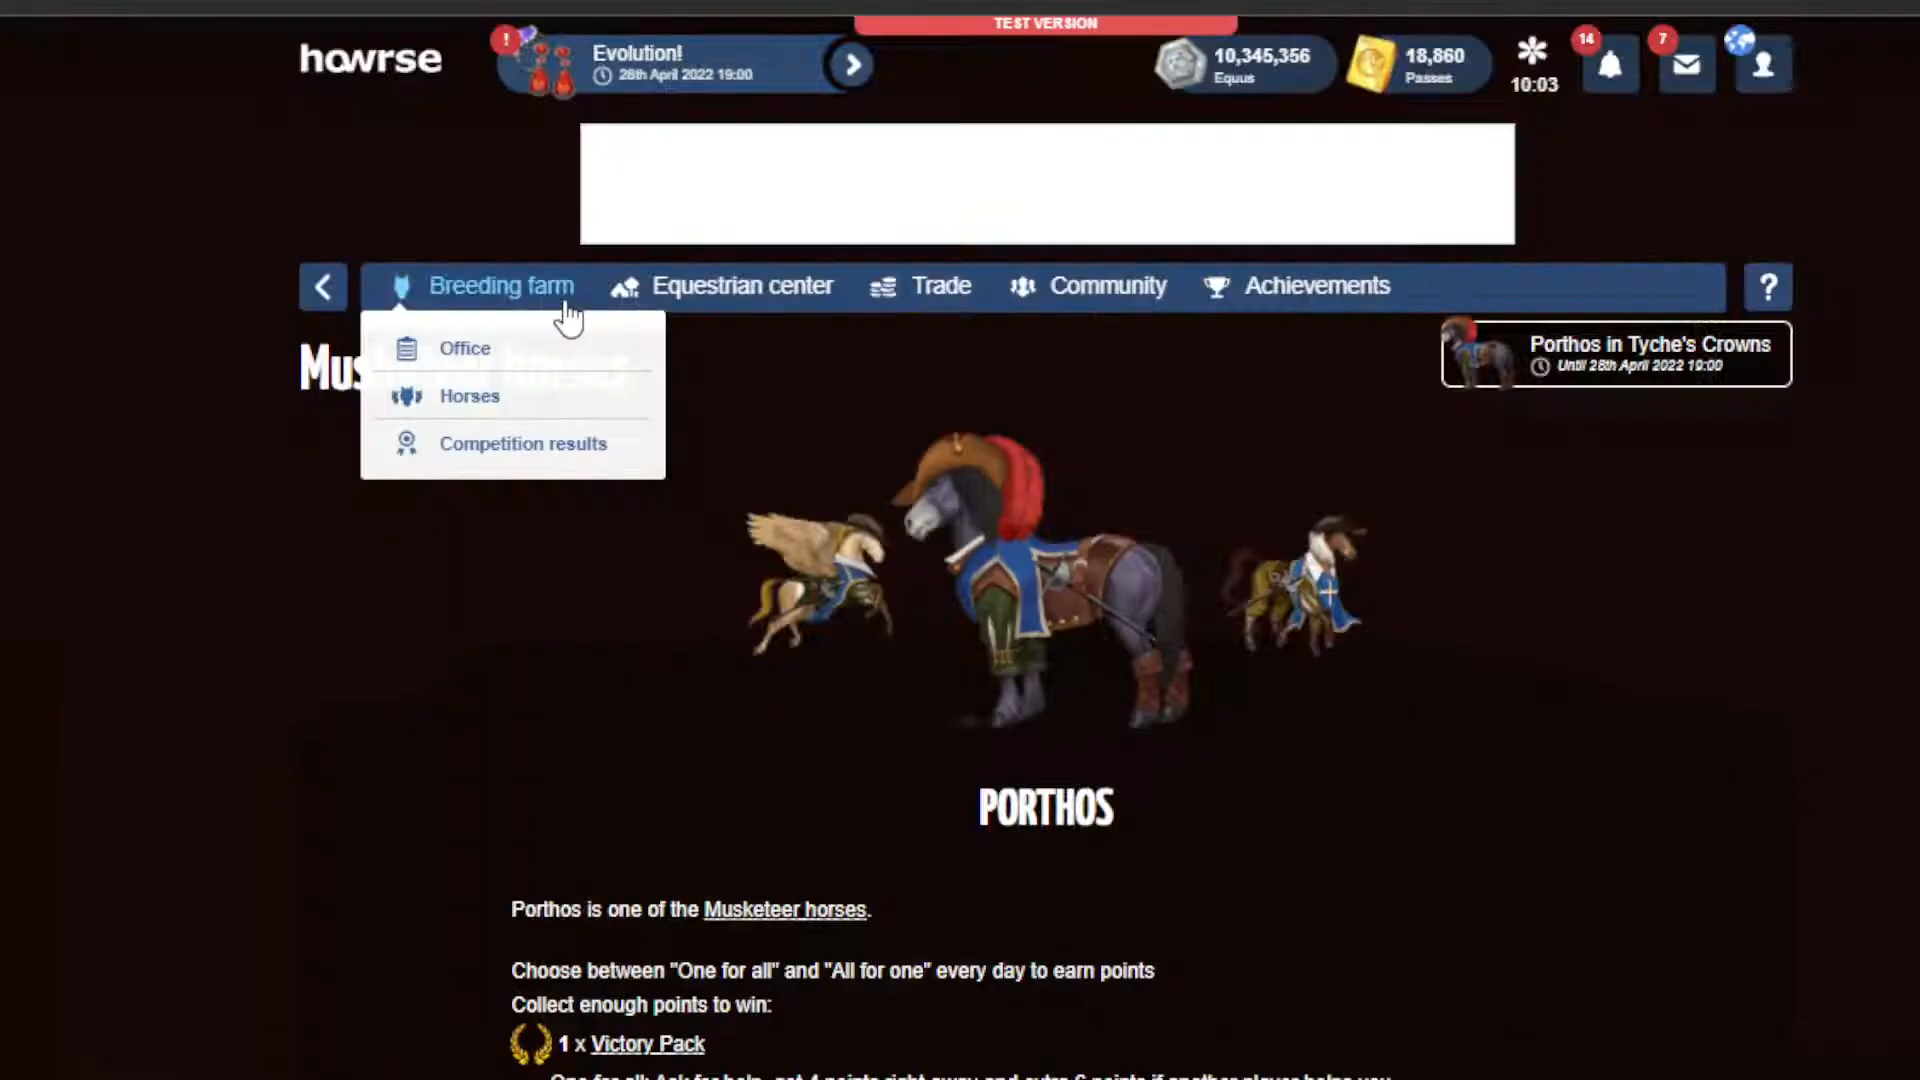 TEST VERSION
howrse
!
Evolution!
28th April 2022 19:00
10,345,356
Equus
18,860
Passes
10:03
14
7
Breeding farm
Equestrian center
Trade
Community
Achievements
?
Office
Horses
Competition results
Mus
Porthos in Tyche's Crowns
Until 28th April 2022 19:00
PORTHOS
Porthos is one of the Musketeer horses.
Choose between "One for all" and "All for one" every day to earn points
Collect enough points to win:
1 x Victory Pack